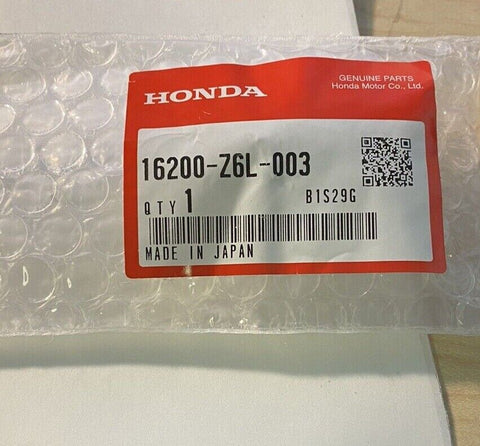 HONDA
GENUINE PARTS
Honda Motor Co., Ltd.
16200-Z6L-003
QTY 1
B1S29G
MADE IN JAPAN